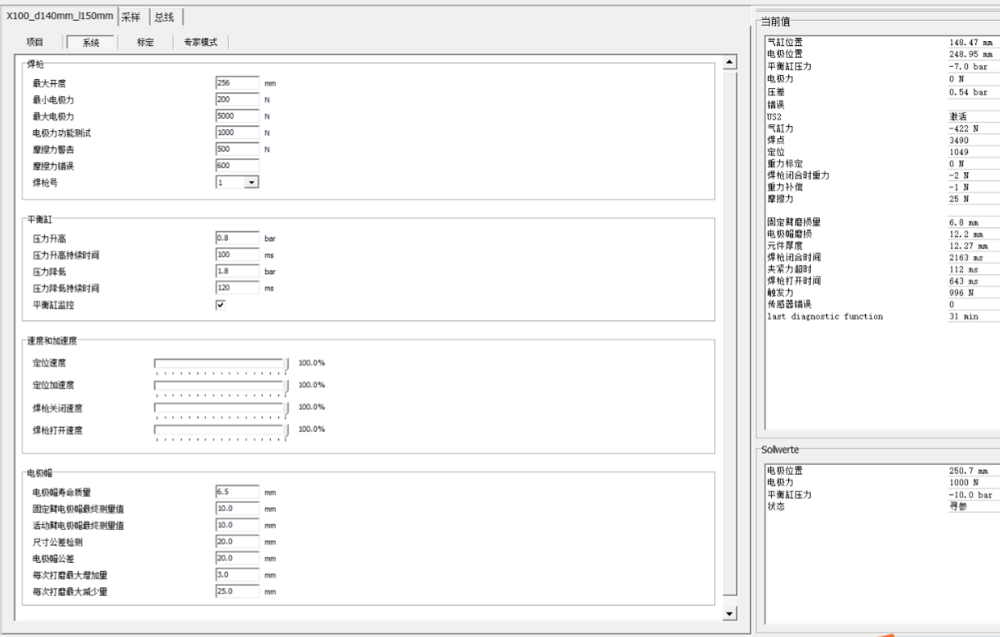 X100_d140mm_l150mm 采样 总线
项目 系统 标定 专家模式
焊枪
最大开度 256 mm
最小电极力 200 N
最大电极力 5000 N
电极力功能测试 1000 N
摩擦力警告 500 N
摩擦力错误 600
焊枪号 1
平衡缸
压力升高 0.8 bar
压力升高持续时间 100 ms
压力降低 1.8 bar
压力降低持续时间 120 ms
平衡缸监控
速度和加速度
定位速度 100.0%
定位加速度 100.0%
焊枪关闭速度 100.0%
焊枪打开速度 100.0%
电极帽
电极帽寿命质量 6.5 mm
固定臂电极帽最终测量值 10.0 mm
活动臂电极帽最终测量值 10.0 mm
尺寸公差检测 20.0 mm
电极帽公差 20.0 mm
每次打磨最大增加量 3.0 mm
每次打磨最大减少量 25.0 mm
当前值
气缸位置 148.47 mm
电极位置 248.95 mm
平衡缸压力 -7.0 bar
电极力 0 N
压差 0.54 bar
错误
US2 激活
气缸力 -422 N
焊点 3490
定位 1049
重力标定 0 N
焊枪闭合时重力 -2 N
重力补偿 -1 N
摩擦力 25 N
固定臂磨损量 6.8 mm
电极帽磨损 12.2 mm
元件厚度 12.27 mm
焊枪闭合时间 2163 ms
夹紧力超时 112 ms
焊枪打开时间 643 ms
触发力 996 N
传感器错误 0
last diagnostic function 31 min
Sollwerte
电极位置 250.7 mm
电极力 1000 N
平衡缸压力 -10.0 bar
状态 寻参